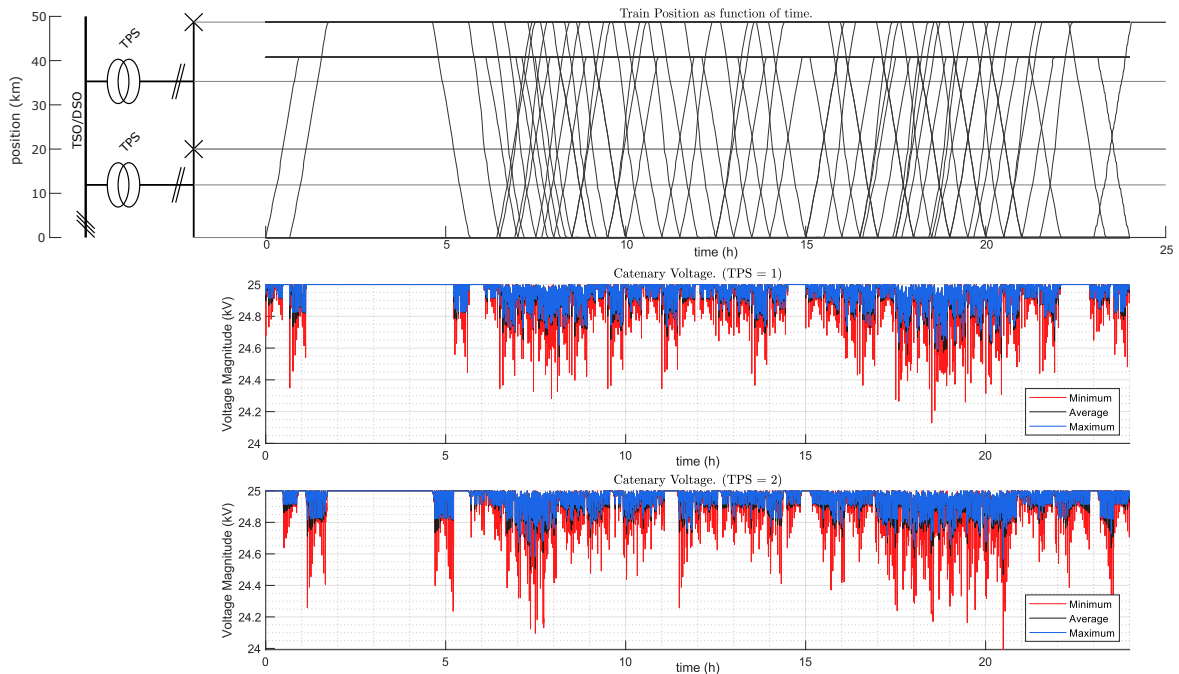 Train Position as function of time.
50
40
30
20
10
0
position (km)
TSO/DSO
TPS
TPS
0
5
10
15
20
25
time (h)
Catenary Voltage. (TPS = 1)
25
24.8
24.6
24.4
24.2
24
Voltage Magnitude (kV)
Minimum
Average
Maximum
0
5
10
15
20
time (h)
Catenary Voltage. (TPS = 2)
25
24.8
24.6
24.4
24.2
24
Voltage Magnitude (kV)
Minimum
Average
Maximum
0
5
10
15
20
time (h)